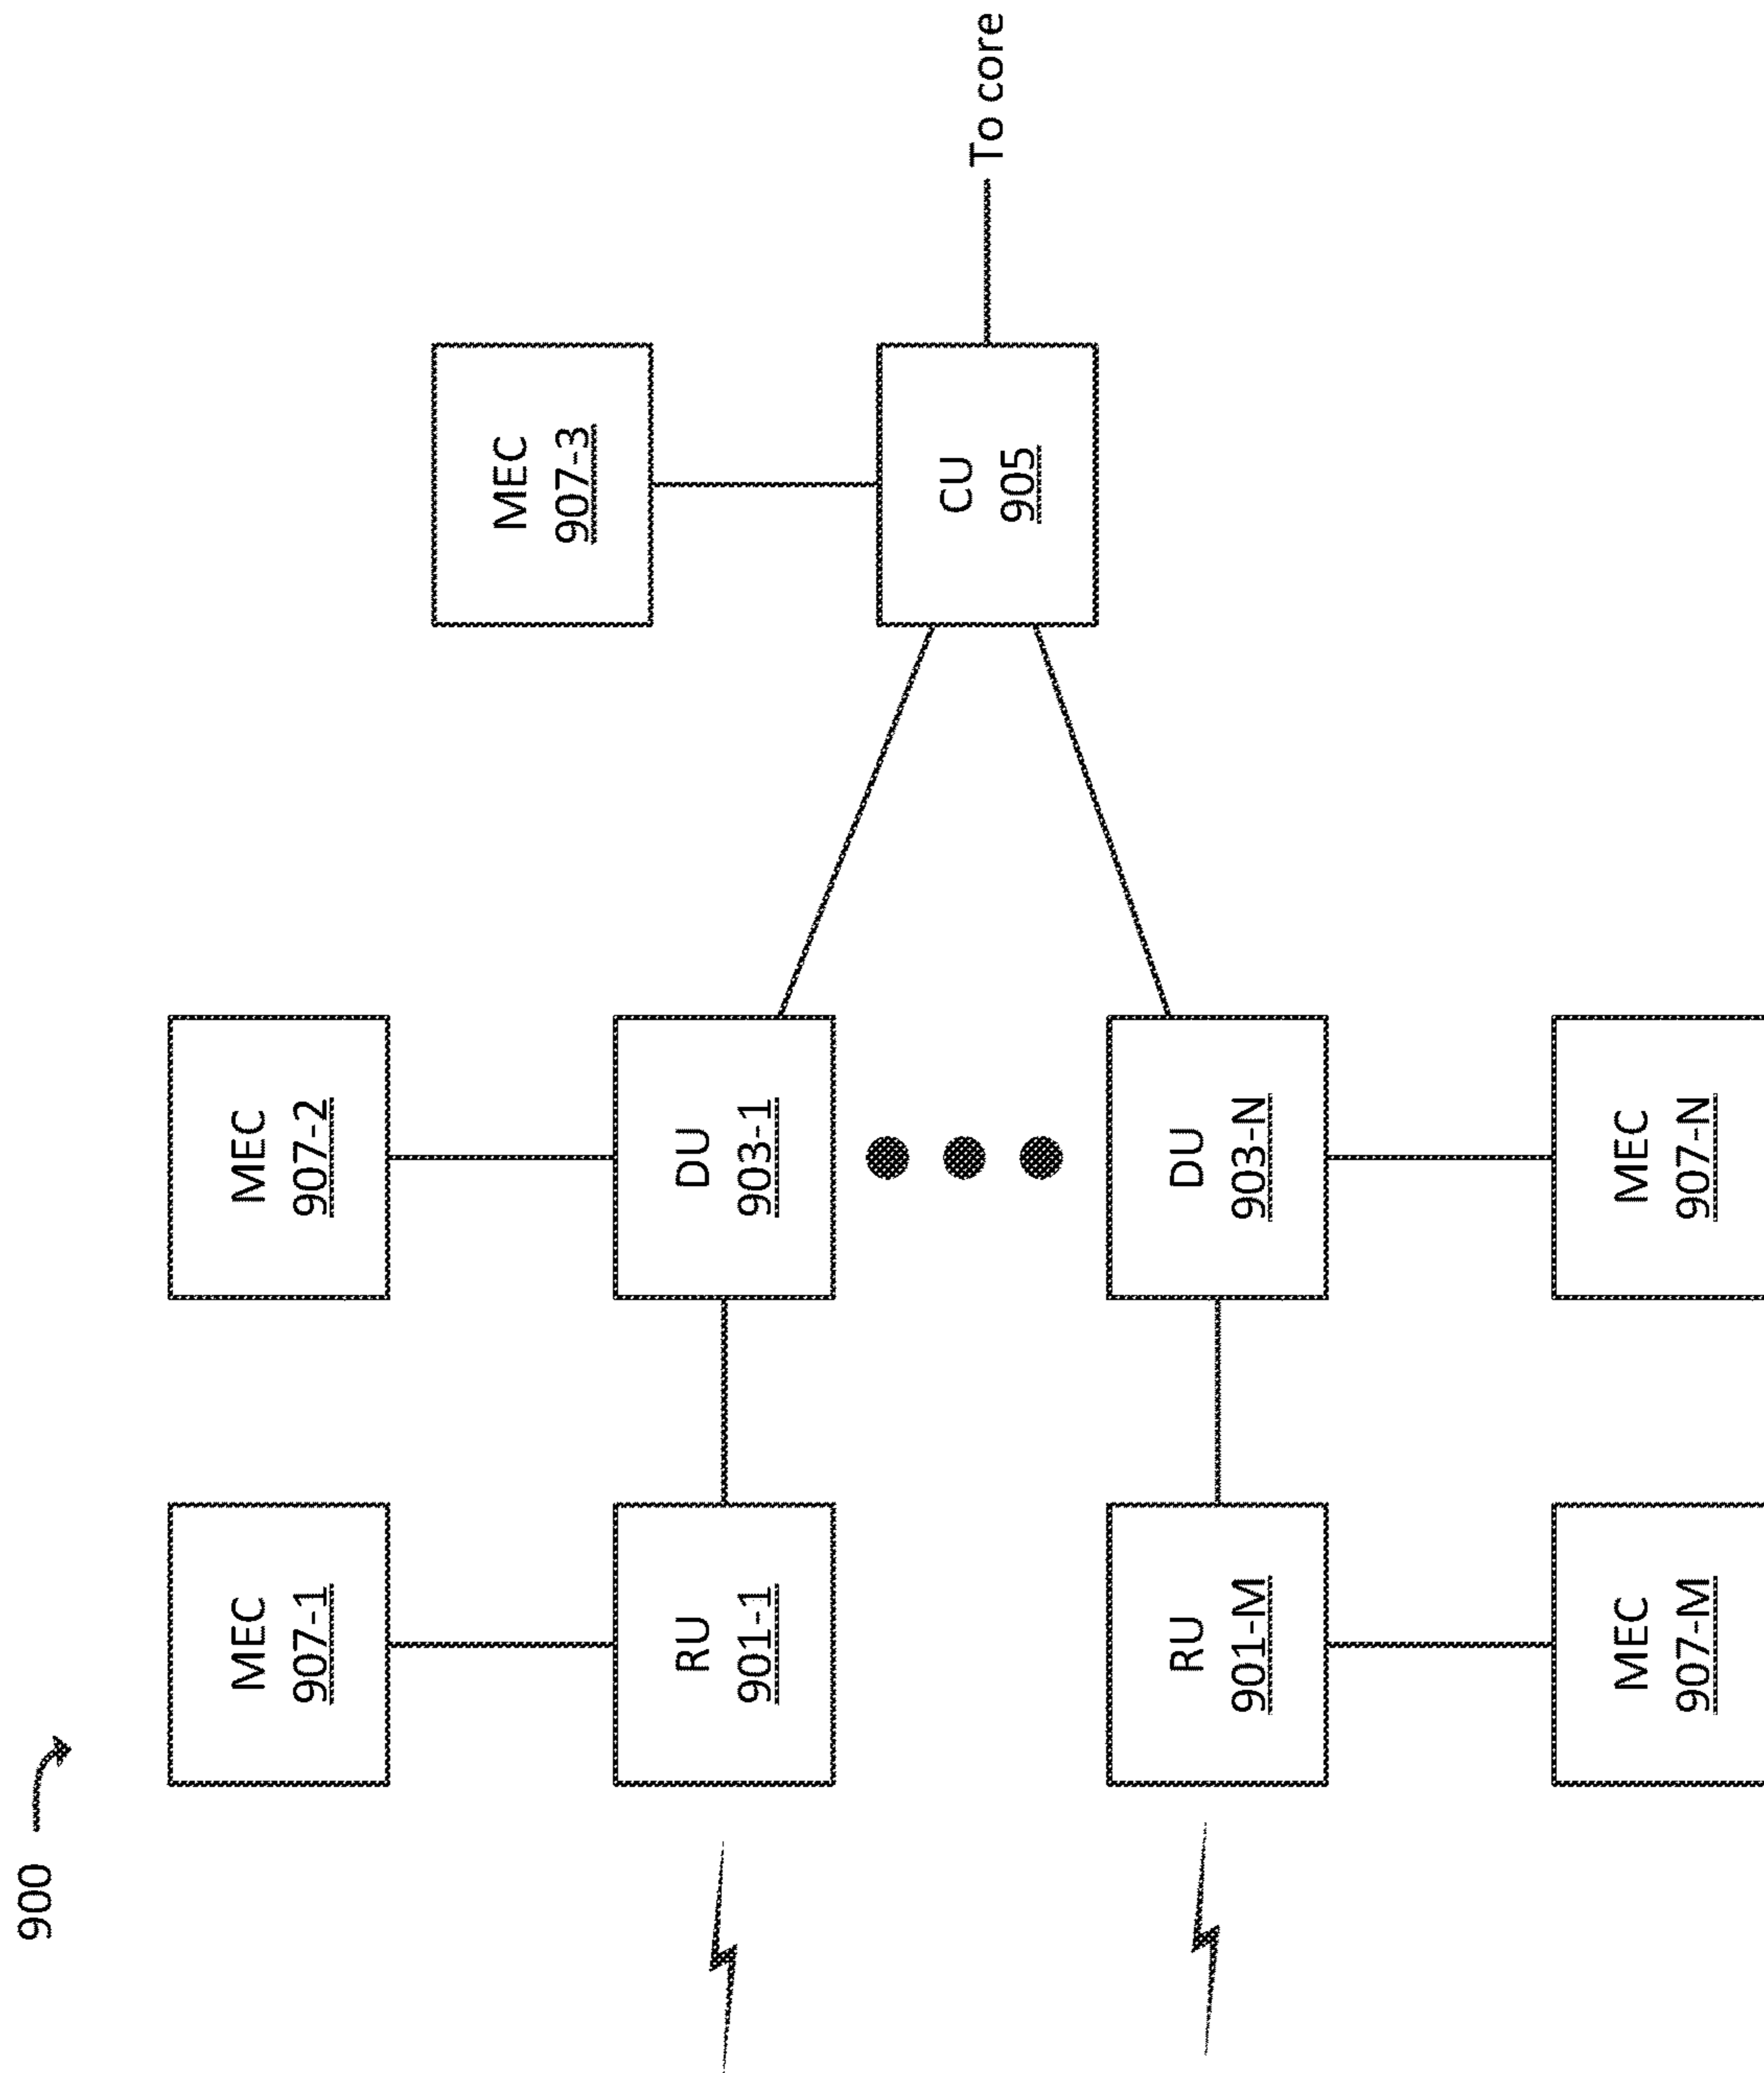 900
MEC
907-1
MEC
907-2
MEC
907-3
RU
901-1
DU
903-1
CU
905
To core
RU
901-M
DU
903-N
MEC
907-M
MEC
907-N